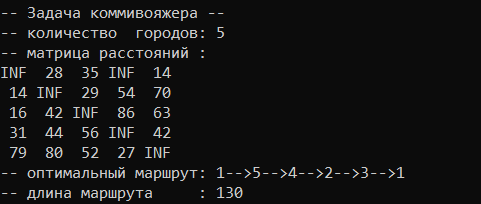 -- Задача коммивояжера --
-- количество  городов: 5
-- матрица расстояний :
INF  28  35 INF  14
 14 INF  29  54  70
 16  42 INF  86  63
 31  44  56 INF  42
 79  80  52  27 INF
-- оптимальный маршрут: 1-->5-->4-->2-->3-->1
-- длина маршрута     : 130